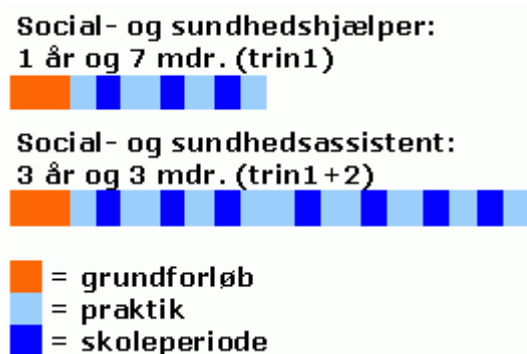 Social- og sundhedshjælper:
1 år og 7 mdr. (trin1)
Social- og sundhedsassistent:
3 år og 3 mdr. (trin1+2)
= grundforløb
= praktik
= skoleperiode